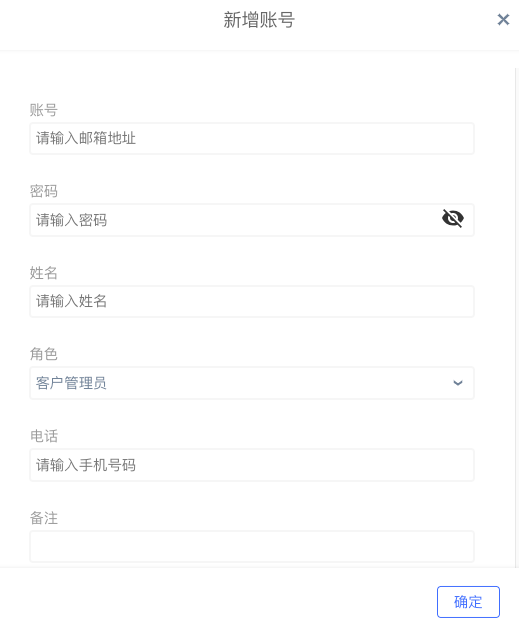 新增账号
账号
请输入邮箱地址
密码
请输入密码
姓名
请输入姓名
角色
客户管理员
电话
请输入手机号码
备注
确定